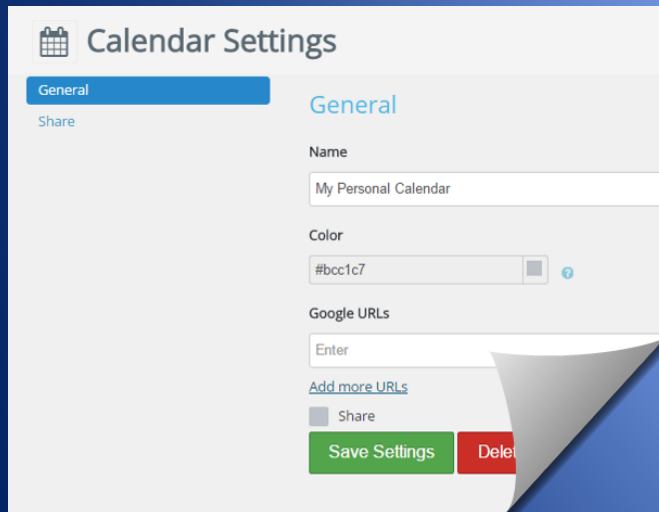 Calendar Settings
General
Share
General
Name
My Personal Calendar
Color
#bcc1c7
Google URLs
Enter
Add more URLs
Share
Save Settings